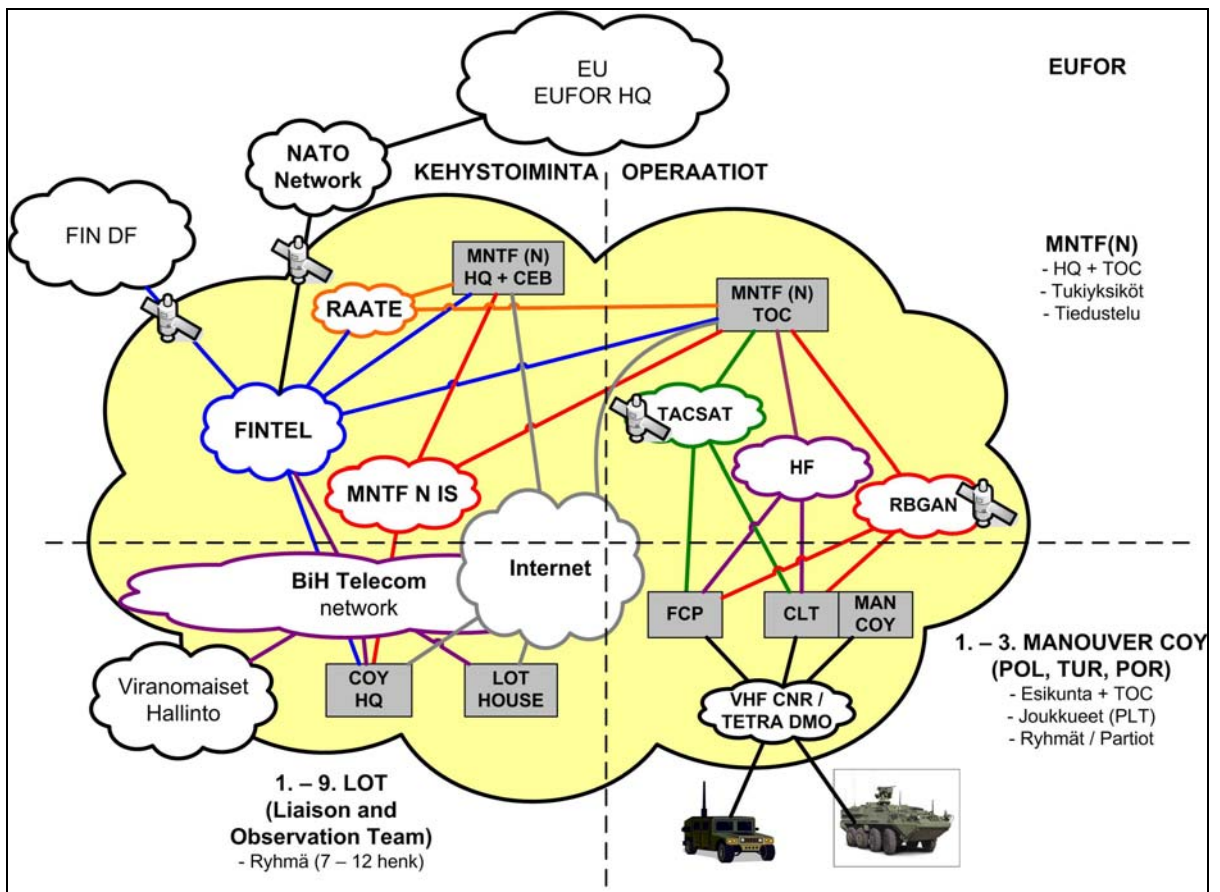 EU
EUFOR HQ
EUFOR
NATO
Network
KEHYSTOIMINTA
OPERAATIOT
FIN DF
MNTF (N)
HQ + CEB
MNTF(N)
- HQ + TOC
- Tukiyksiköt
- Tiedustelu
RAATE
MNTF (N)
TOC
FINTEL
TACSAT
HF
MNTF N IS
RBGAN
BiH Telecom
network
Internet
FCP
CLT
MAN
COY
1. – 3. MANOUVER COY
(POL, TUR, POR)
- Esikunta + TOC
- Joukkueet (PLT)
- Ryhmät / Partiot
Viranomaiset
Hallinto
COY
HQ
LOT
HOUSE
VHF CNR /
TETRA DMO
1. – 9. LOT
(Liaison and
Observation Team)
- Ryhmä (7 – 12 henk)